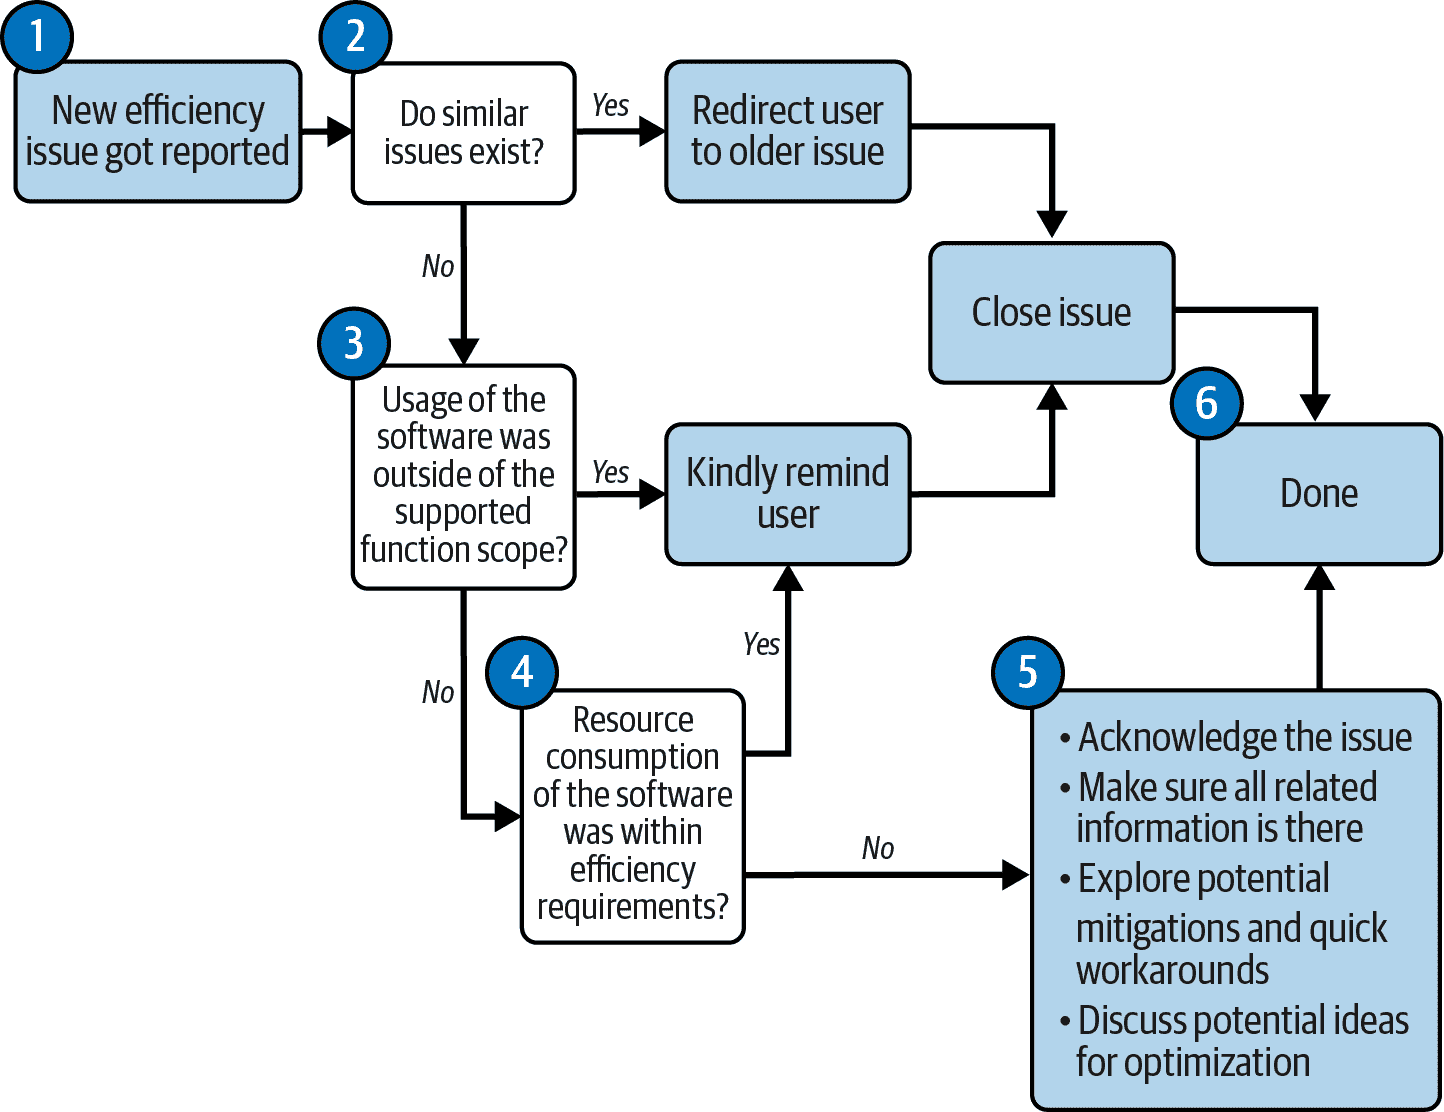 1
New efficiency
issue got reported
2
Do similar
issues exist?
Yes
Redirect user
to older issue
No
Close issue
3
Usage of the
software was
outside of the
supported
function scope?
Yes
Kindly remind
user
6
Done
No
4
Resource
consumption
of the software
was within
efficiency
requirements?
Yes
No
5
• Acknowledge the issue
• Make sure all related
information is there
• Explore potential
mitigations and quick
workarounds
• Discuss potential ideas
for optimization